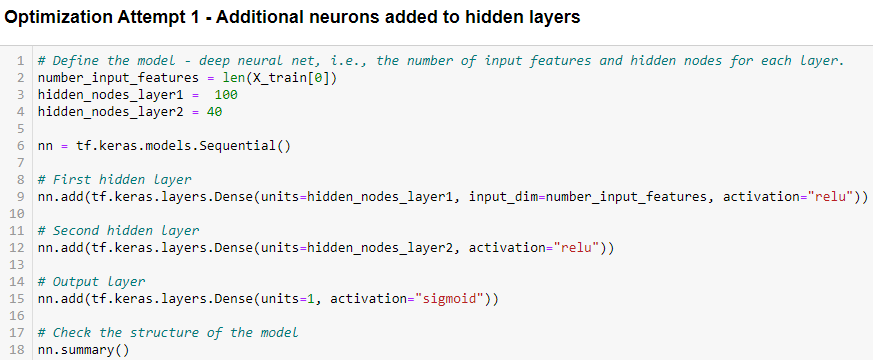 Optimization Attempt 1 - Additional neurons added to hidden layers
1 # Define the model - deep neural net, i.e., the number of input features and hidden nodes for each layer.
2 number_input_features = len(X_train[0])
3 hidden_nodes_layer1 =  100
4 hidden_nodes_layer2 = 40
5
6 nn = tf.keras.models.Sequential()
7
8 # First hidden layer
9 nn.add(tf.keras.layers.Dense(units=hidden_nodes_layer1, input_dim=number_input_features, activation="relu"))
10
11 # Second hidden layer
12 nn.add(tf.keras.layers.Dense(units=hidden_nodes_layer2, activation="relu"))
13
14 # Output layer
15 nn.add(tf.keras.layers.Dense(units=1, activation="sigmoid"))
16
17 # Check the structure of the model
18 nn.summary()